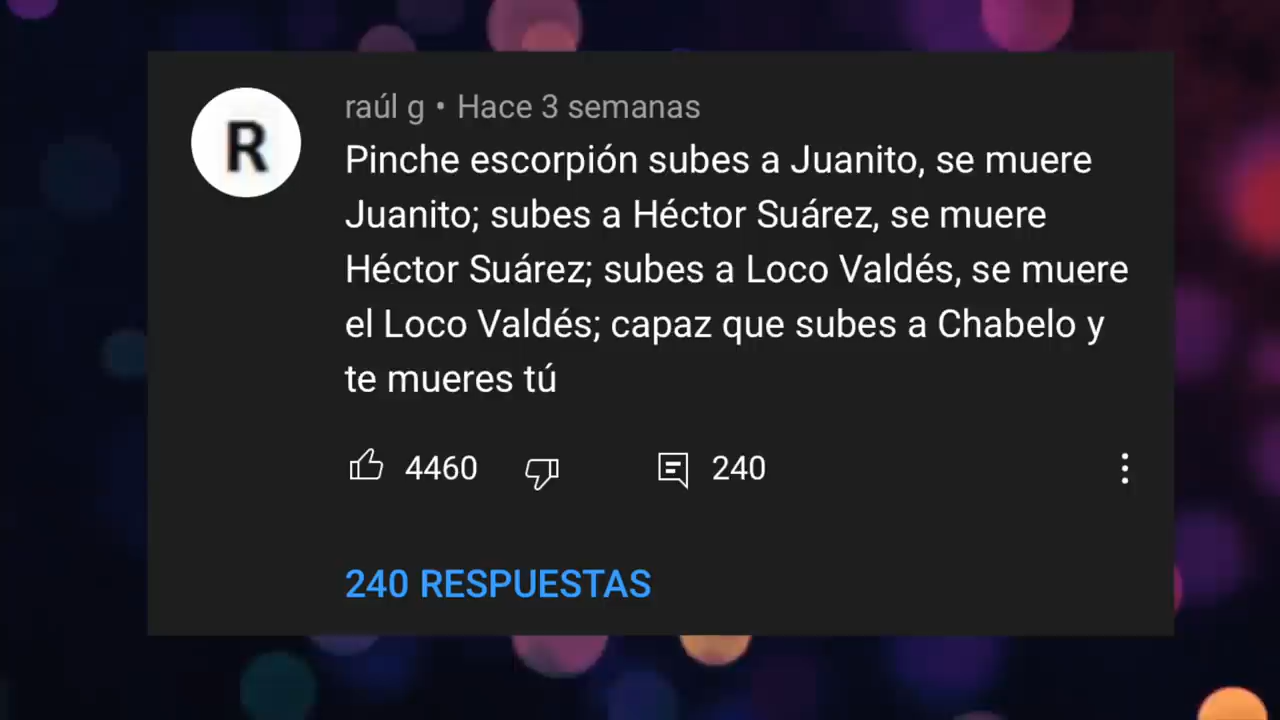 R
raúl g • Hace 3 semanas
Pinche escorpión subes a Juanito, se muere
Juanito; subes a Héctor Suárez, se muere
Héctor Suárez; subes a Loco Valdés, se muere
el Loco Valdés; capaz que subes a Chabelo y
te mueres tú
4460 240
240 RESPUESTAS